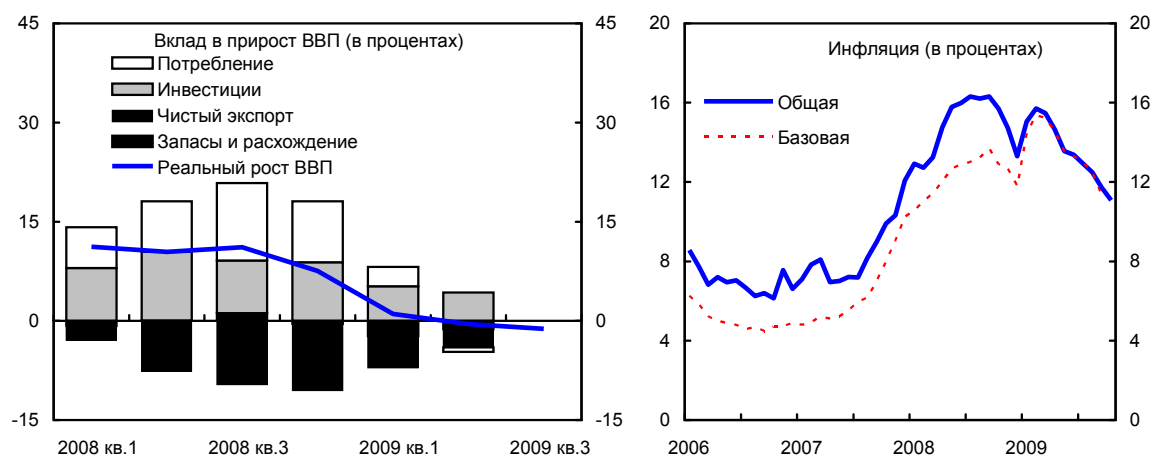 Вклад в прирост ВВП (в процентах)
Потребление
Инвестиции
Чистый экспорт
Запасы и расхождение
Реальный рост ВВП
45
30
15
0
-15
45
30
15
0
-15
2008 кв.1
2008 кв.3
2009 кв.1
2009 кв.3
Инфляция (в процентах)
Общая
Базовая
20
16
12
8
4
0
20
16
12
8
4
0
2006
2007
2008
2009